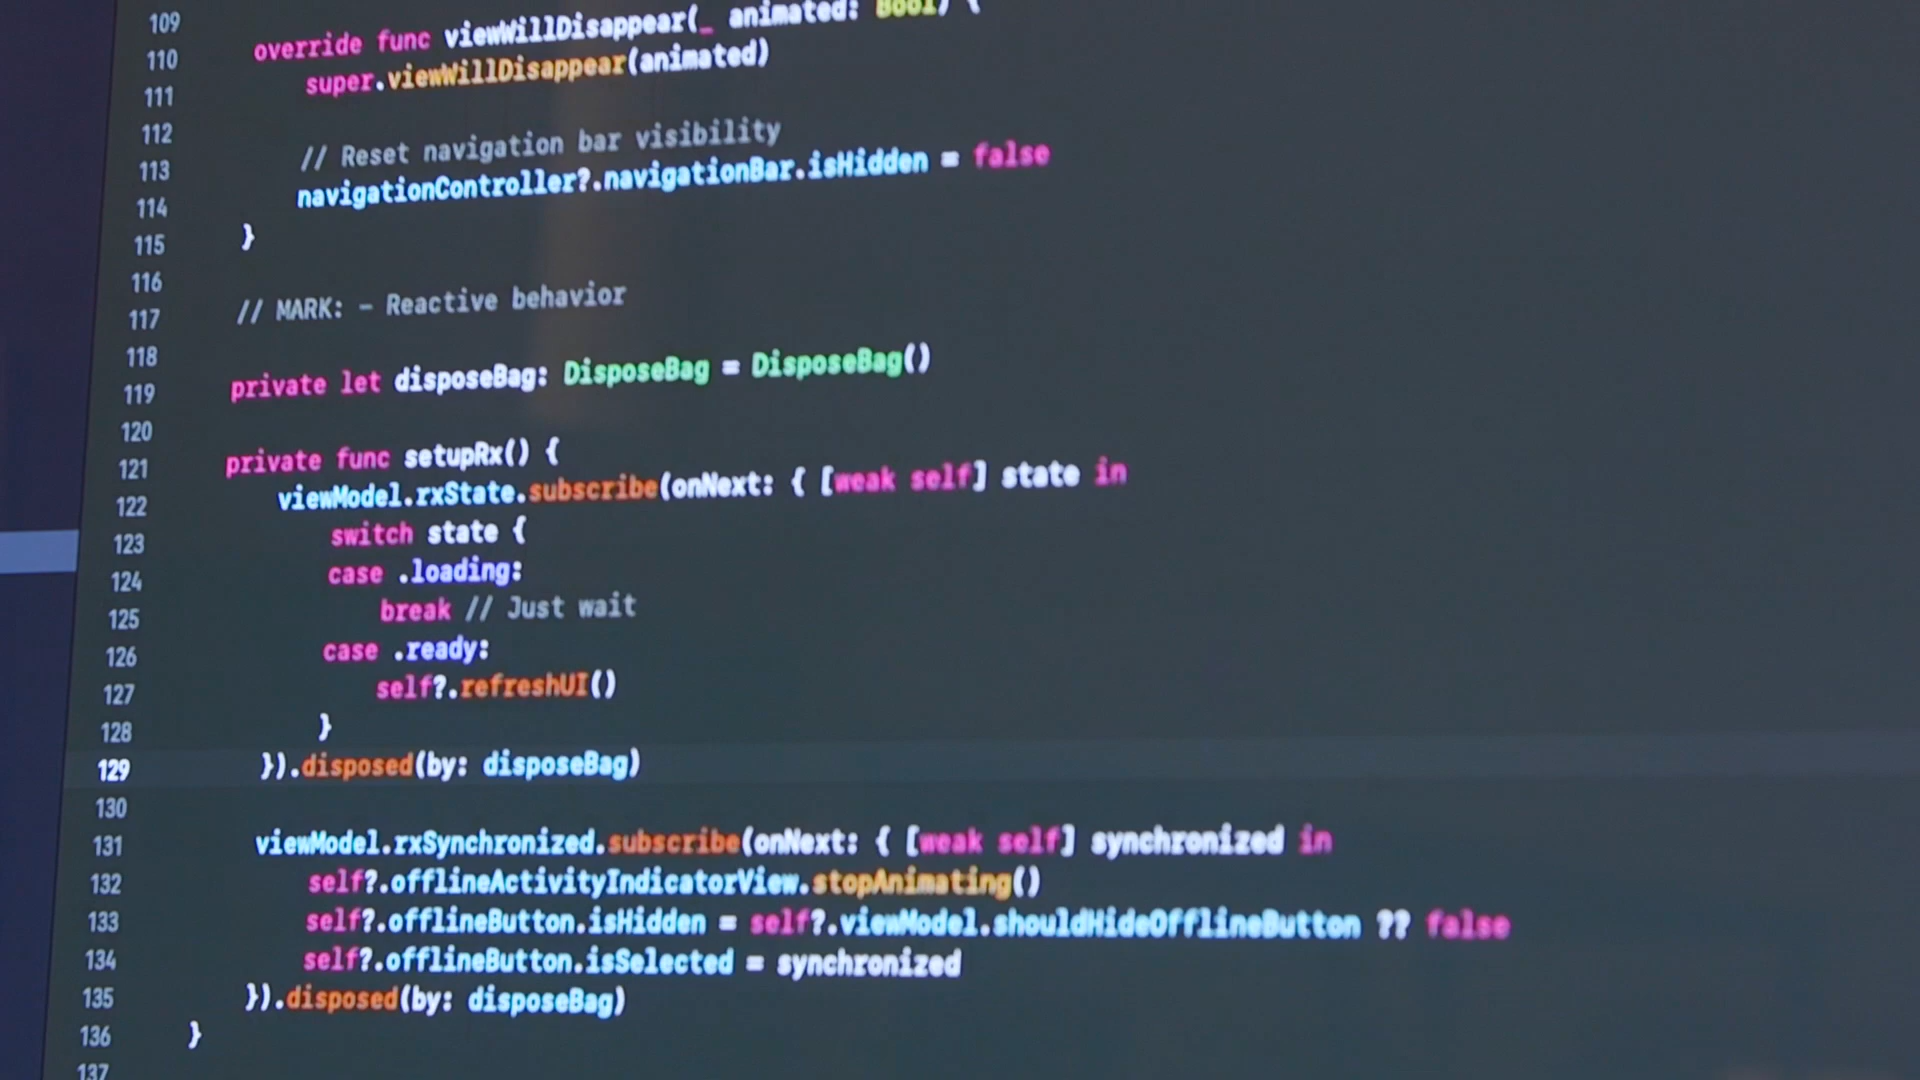 109
110 override func viewWillDisappear(_ animated: Bool) {
111 super.viewWillDisappear(animated)
112
113 // Reset navigation bar visibility
114 navigationController?.navigationBar.isHidden = false
115 }
116
117 // MARK: - Reactive behavior
118
119 private let disposeBag: DisposeBag = DisposeBag()
120
121 private func setupRx() {
122 viewModel.rxState.subscribe(onNext: { [weak self] state in
123 switch state {
124 case .loading:
125 break // Just wait
126 case .ready:
127 self?.refreshUI()
128 }
129 }).disposed(by: disposeBag)
130
131 viewModel.rxSynchronized.subscribe(onNext: { [weak self] synchronized in
132 self?.offlineActivityIndicatorView.stopAnimating()
133 self?.offlineButton.isHidden = self?.viewModel.shouldHideOfflineButton ?? false
134 self?.offlineButton.isSelected = synchronized
135 }).disposed(by: disposeBag)
136 }
137